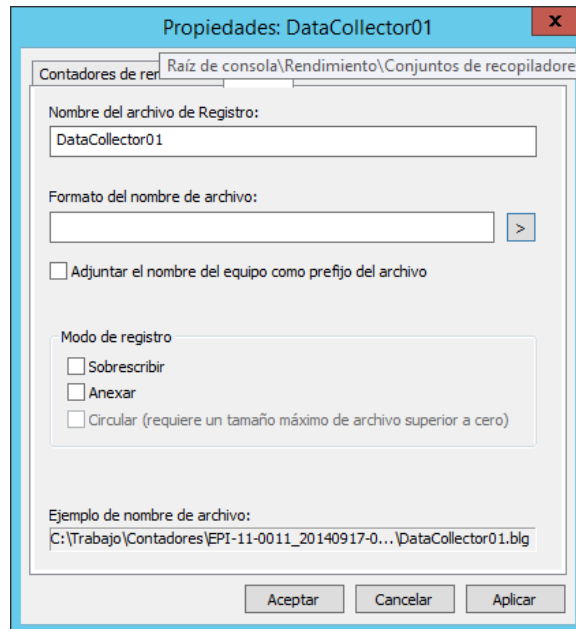 Propiedades: DataCollector01
x
Raíz de consola\Rendimiento\Conjuntos de recopiladore
Contadores de ren
Nombre del archivo de Registro:
DataCollector01
Formato del nombre de archivo:
>
Adjuntar el nombre del equipo como prefijo del archivo
Modo de registro
Sobrescribir
Anexar
Circular (requiere un tamaño máximo de archivo superior a cero)
Ejemplo de nombre de archivo:
C:\Trabajo\Contadores\EPI-11-0011_20140917-0...\DataCollector01.blg
Aceptar Cancelar Aplicar